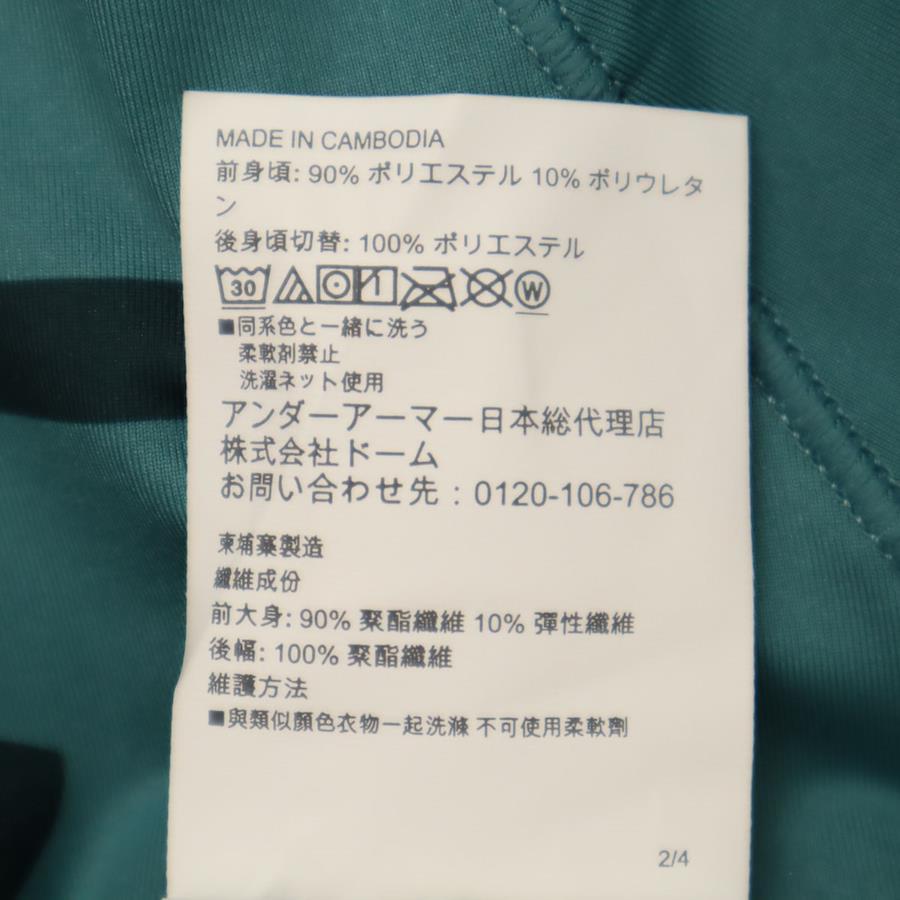 MADE IN CAMBODIA
前身頃: 90% ポリエステル 10% ポリウレタ
ン
後身頃切替: 100% ポリエステル
30 W
■同系色と一緒に洗う
柔軟剤禁止
洗濯ネット使用
アンダーアーマー日本総代理店
株式会社ドーム
お問い合わせ先 : 0120-106-786
柬埔寨製造
纖維成份
前大身: 90% 聚酯纖維 10% 彈性纖維
後幅: 100% 聚酯纖維
維護方法
■與類似顏色衣物一起洗滌 不可使用柔軟劑
2/4